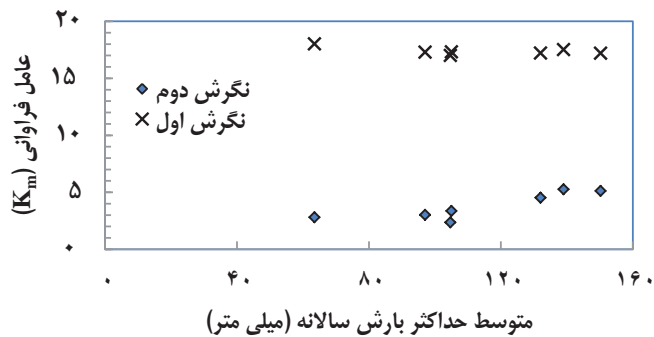 ۲۰
۱۵
۱۰
۵
۰
عامل فراوانی (Km)
نگرش دوم
نگرش اول
۰ ۴۰ ۸۰ ۱۲۰ ۱۶۰
متوسط حداکثر بارش سالانه (میلی متر)